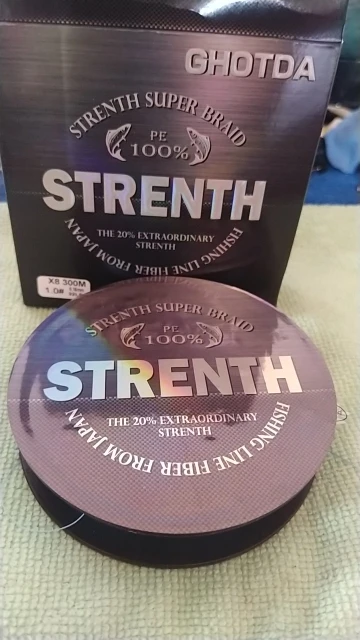 GHOTDA
STRENTH SUPER BRAID
PE
100%
STRENTH
THE 20% EXTRAORDINARY
STRENTH
FISHING LINE FIBER FROM JAPAN
X8 300M
1.0#
STRENTH SUPER BRAID
PE
100%
STRENTH
THE 20% EXTRAORDINARY
STRENTH
FISHING LINE FIBER FROM JAPAN